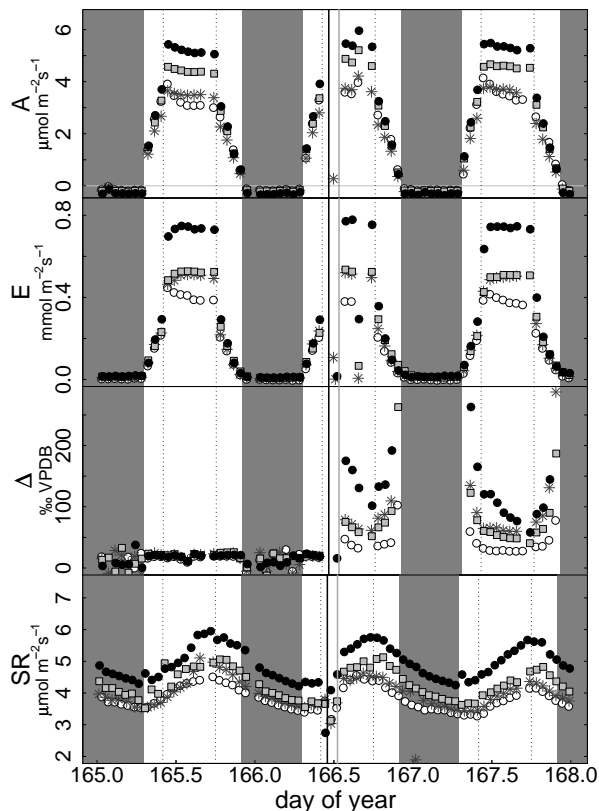 A
μmol m⁻²s⁻¹
0
2
4
6
E
mmol m⁻²s⁻¹
0.0
0.4
0.8
Δ
‰ VPDB
0
100
200
SR
μmol m⁻²s⁻¹
2
3
4
5
6
7
165.0 165.5 166.0 166.5 167.0 167.5 168.0
day of year